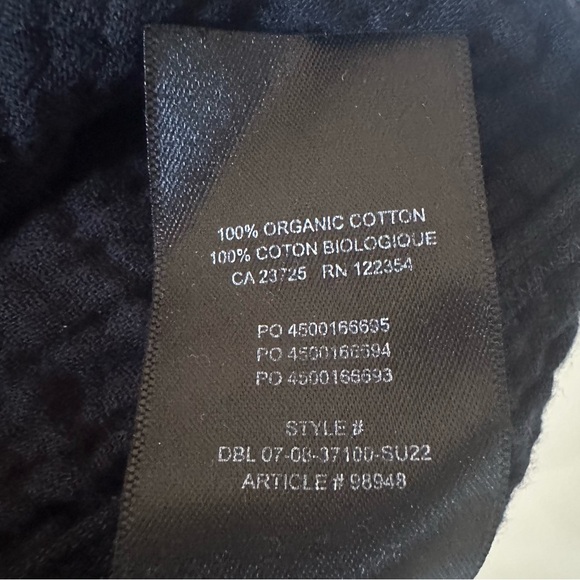 100% ORGANIC COTTON
100% COTON BIOLOGIQUE
CA 23725 RN 122354
PO 4500166695
PO 4500166694
PO 4500166693
STYLE #
DBL 07-08-37100-SU22
ARTICLE # 98948